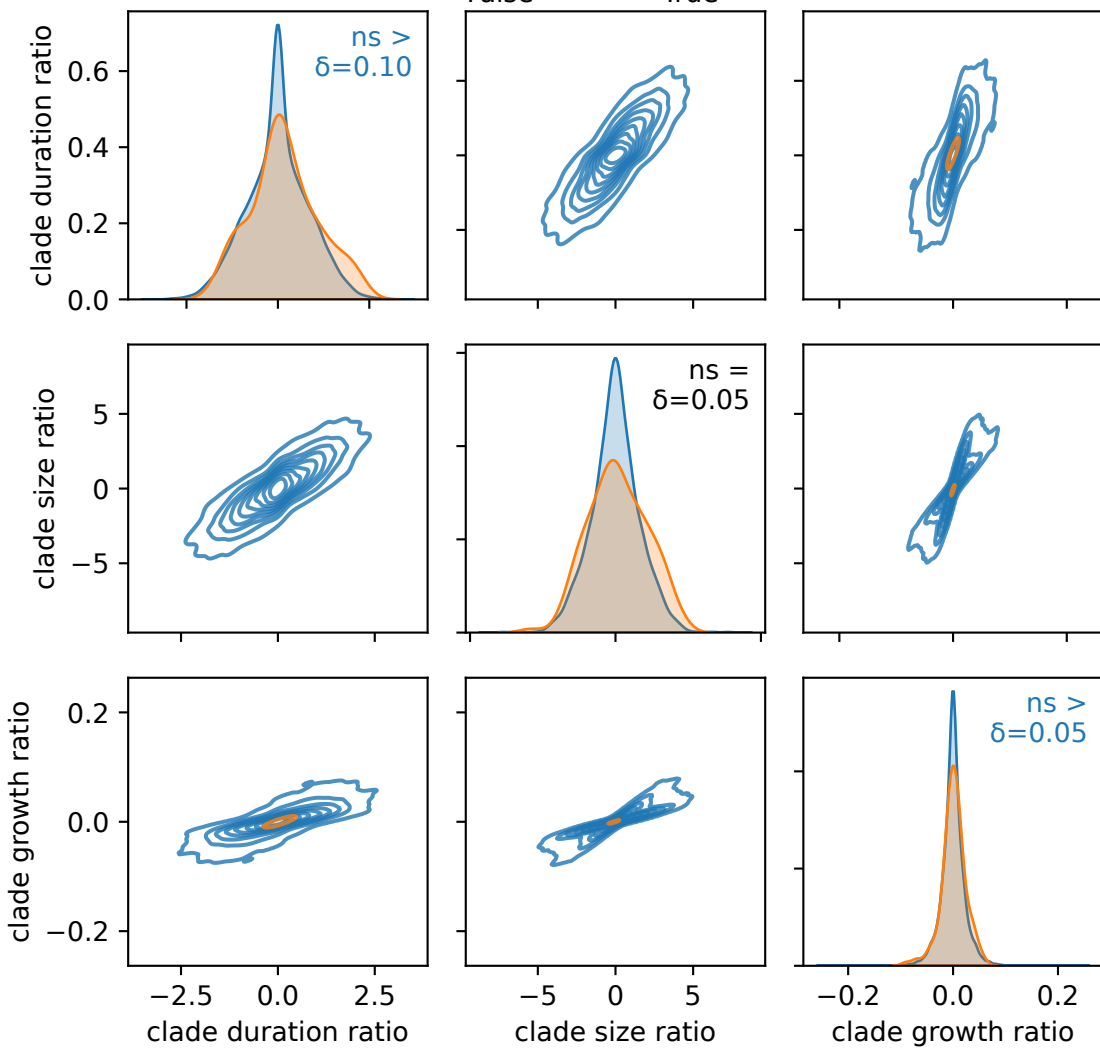 clade duration ratio
0.6
0.4
0.2
0.0
ns >
δ=0.10
clade size ratio
5
0
−5
ns =
δ=0.05
clade growth ratio
0.2
0.0
−0.2
ns >
δ=0.05
−2.5 0.0 2.5
−5 0 5
−0.2 0.0 0.2
clade duration ratio
clade size ratio
clade growth ratio